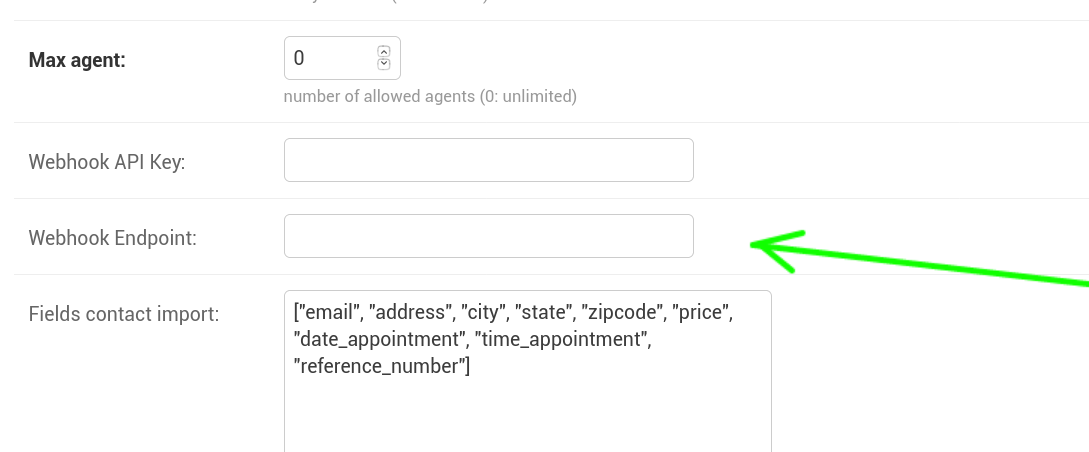 Max agent:
0
number of allowed agents (0: unlimited)
Webhook API Key:
Webhook Endpoint:
Fields contact import:
["email", "address", "city", "state", "zipcode", "price",
"date_appointment", "time_appointment",
"reference_number"]